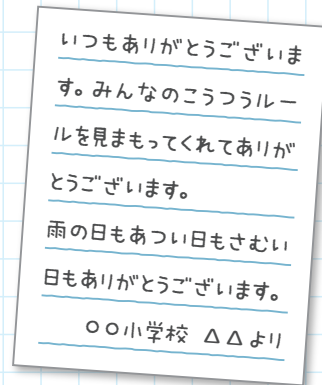 いつもありがとうございま
す。みんなのこうつうルー
ルを見まもってくれてありが
とうございます。
雨の日もあつい日もさむい
日もありがとうございます。
○○小学校 △△より